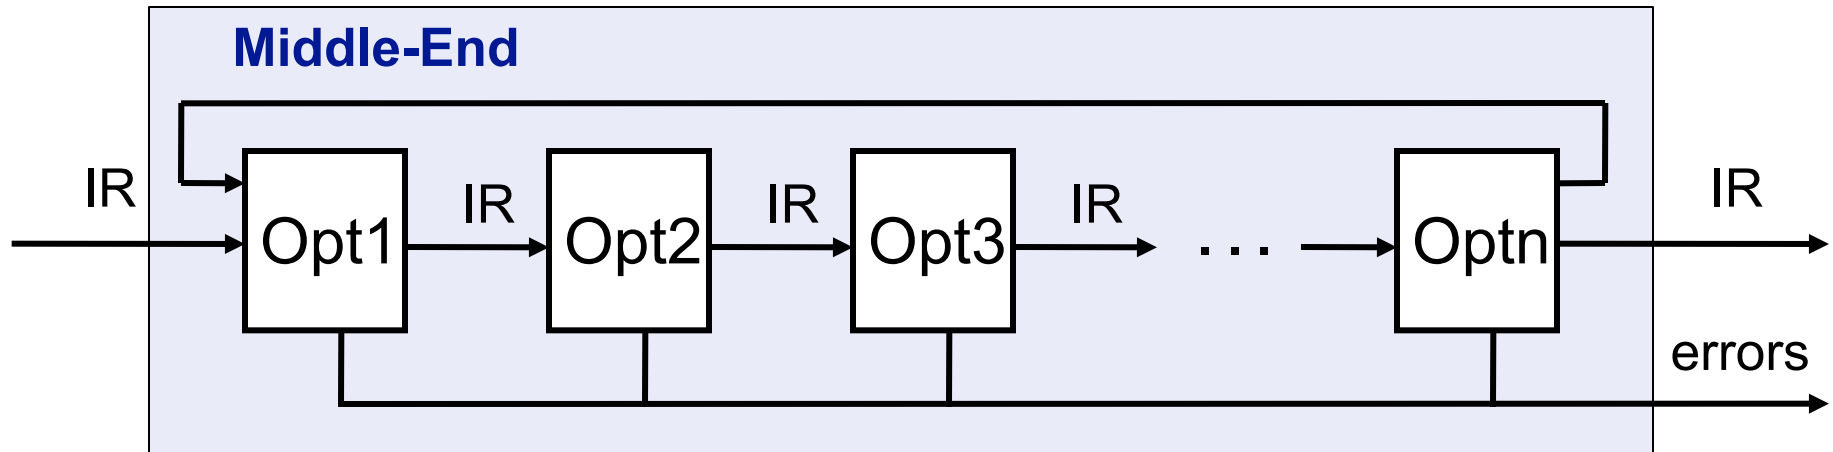 Middle-End
IR
IR
IR
IR
IR
Opt1
Opt2
Opt3
. . .
Optn
errors